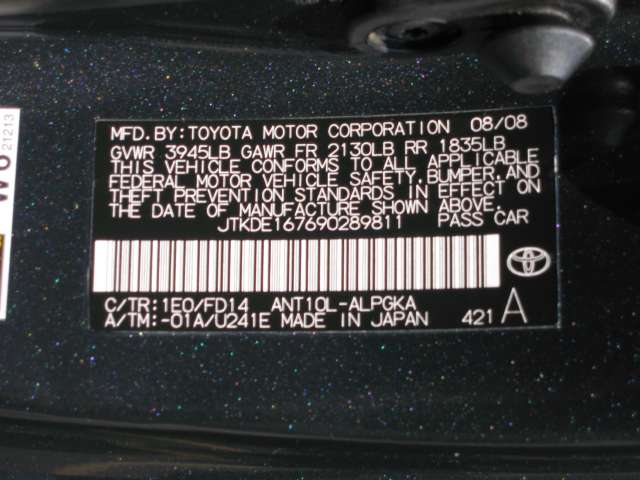 MFD.BY:TOYOTA MOTOR CORPORATION 08/08
GVWR 3945LB GAWR FR 2130LB RR 1835LB
THIS VEHICLE CONFORMS TO ALL APPLICABLE
FEDERAL MOTOR VEHICLE SAFETY,BUMPER,AND
THEFT PREVENTION STANDARDS IN EFFECT ON
THE DATE OF MANUFACTURE SHOWN ABOVE.
JTKDE167690289811 PASS CAR
C/TR:1E0/FD14 ANT10L-ALPGKA
A/TM:-01A/U241E MADE IN JAPAN 421 A
21213